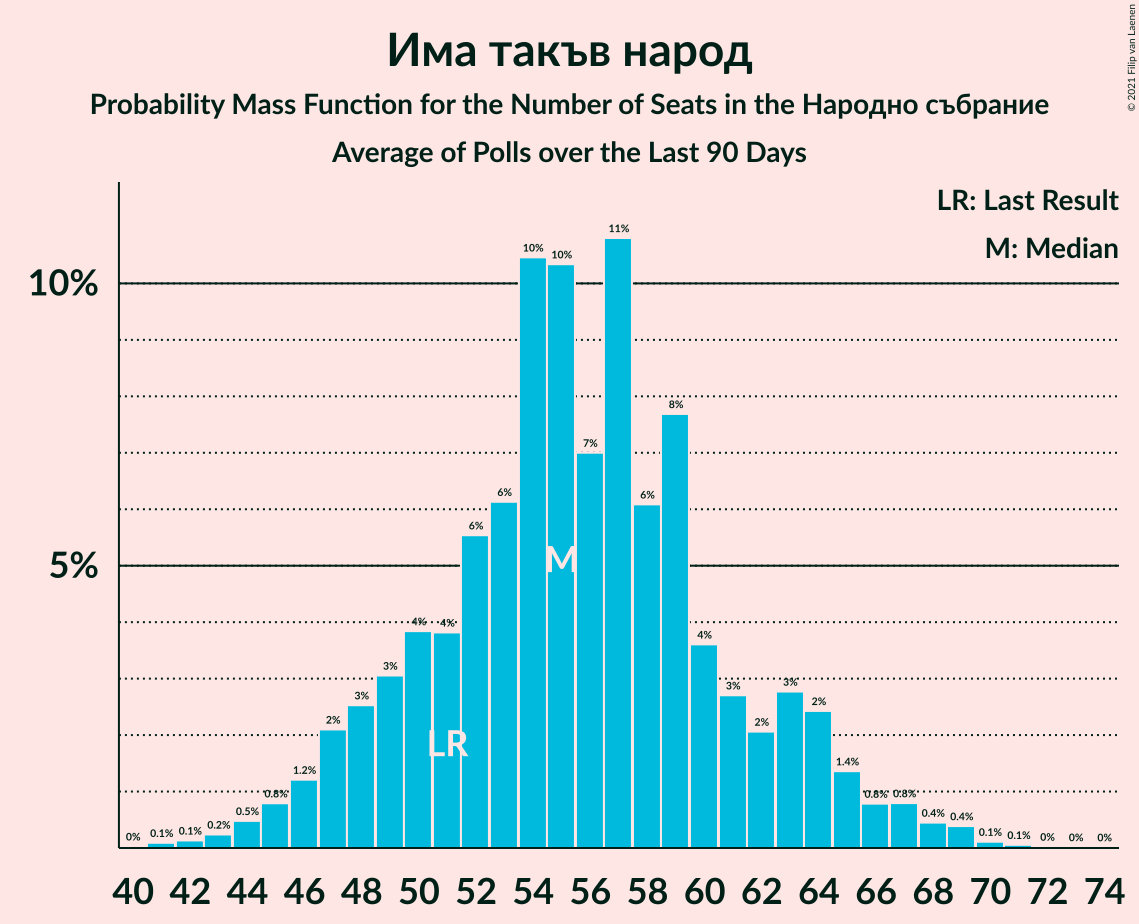 Има такъв народ
Probability Mass Function for the Number of Seats in the Народно събрание
Average of Polls over the Last 90 Days
© 2021 Filip van Laenen
LR: Last Result
M: Median
10%
5%
0% 0.1% 0.1% 0.2% 0.5% 0.8% 1.2% 2% 3% 3% 4% 4% 6% 6% 10% 10% 7% 11% 6% 8% 4% 3% 2% 3% 2% 1.4% 0.8% 0.8% 0.4% 0.4% 0.1% 0.1% 0% 0% 0%
M
LR
40 42 44 46 48 50 52 54 56 58 60 62 64 66 68 70 72 74